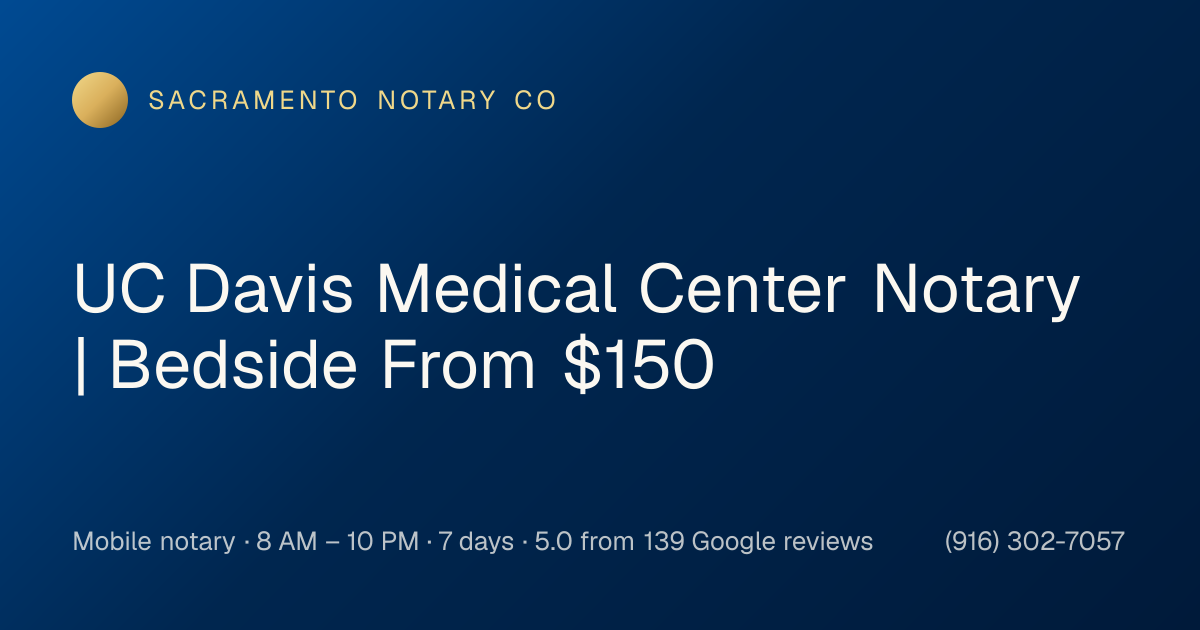 SACRAMENTO NOTARY CO
UC Davis Medical Center Notary
| Bedside From $150
Mobile notary · 8 AM – 10 PM · 7 days · 5.0 from 139 Google reviews
(916) 302-7057